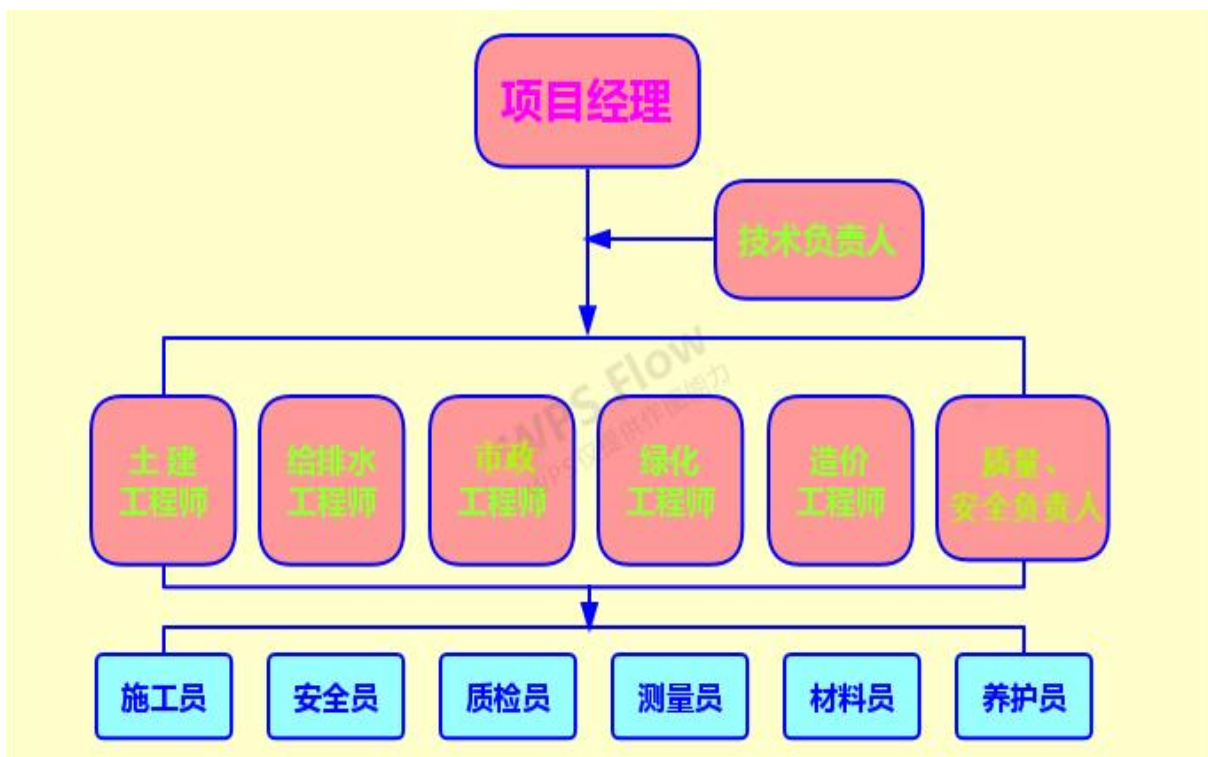 项目经理
技术负责人
土建
工程师
给排水
工程师
市政
工程师
绿化
工程师
造价
工程师
质量、
安全负责人
WPS Flow
施工员
安全员
质检员
测量员
材料员
养护员